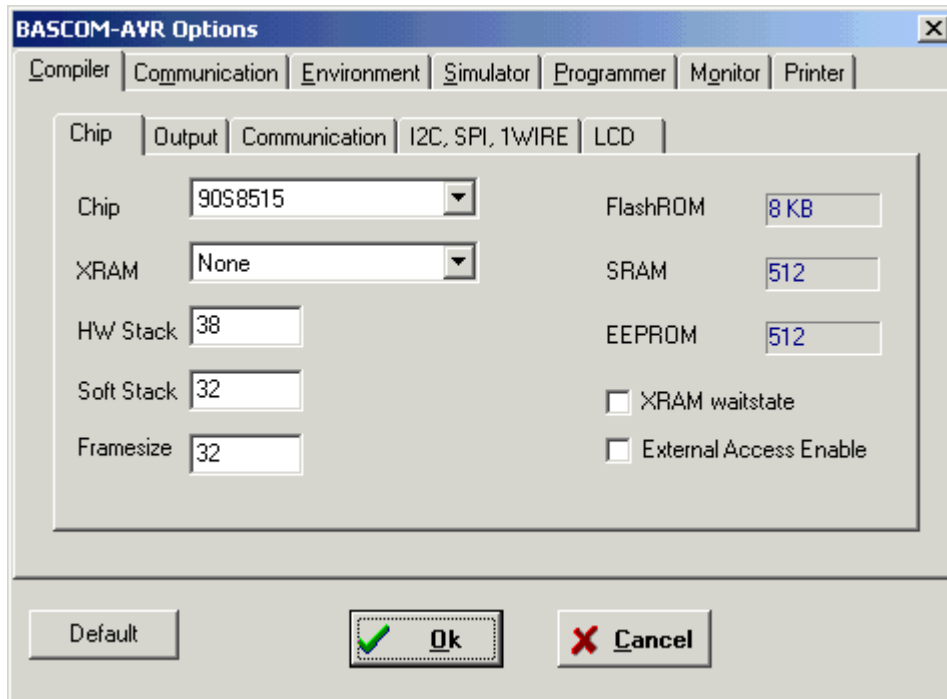 BASCOM-AVR Options
Compiler Communication Environment Simulator Programmer Monitor Printer
Chip Output Communication I2C, SPI, 1WIRE LCD
Chip 90S8515 FlashROM 8 KB
XRAM None SRAM 512
HW Stack 38 EEPROM 512
Soft Stack 32 XRAM waitstate
Framesize 32 External Access Enable
Default Ok Cancel